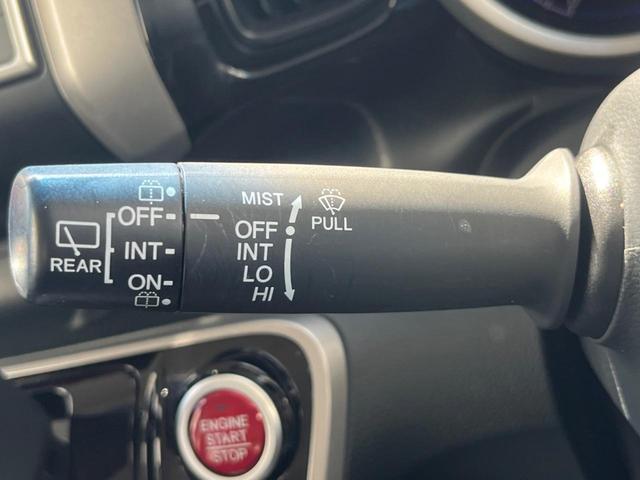 OFF
INT
ON
REAR
MIST
OFF
INT
LO
HI
PULL
ENGINE
START
STOP